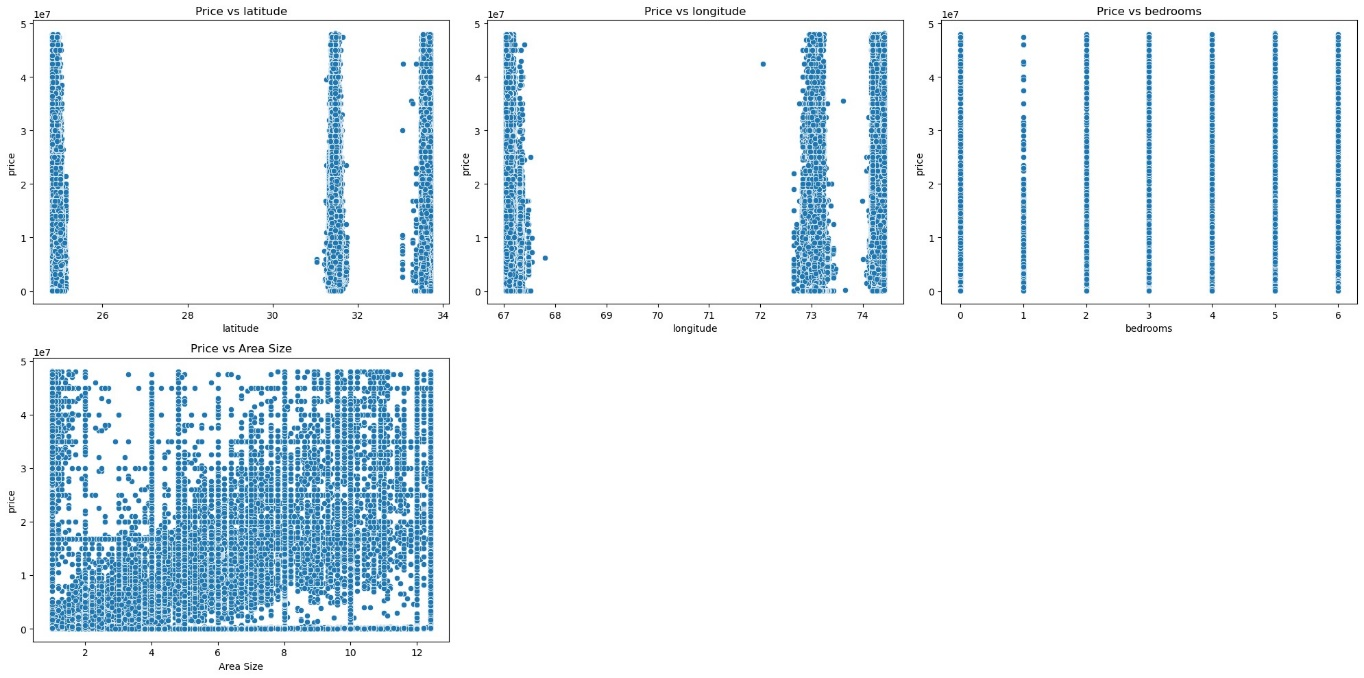 Price vs latitude
1e7
5
4
3
2
1
0
price
26 28 30 32 34
latitude
Price vs longitude
1e7
5
4
3
2
1
0
price
67 68 69 70 71 72 73 74
longitude
Price vs bedrooms
1e7
5
4
3
2
1
0
price
0 1 2 3 4 5 6
bedrooms
Price vs Area Size
1e7
5
4
3
2
1
0
price
2 4 6 8 10 12
Area Size